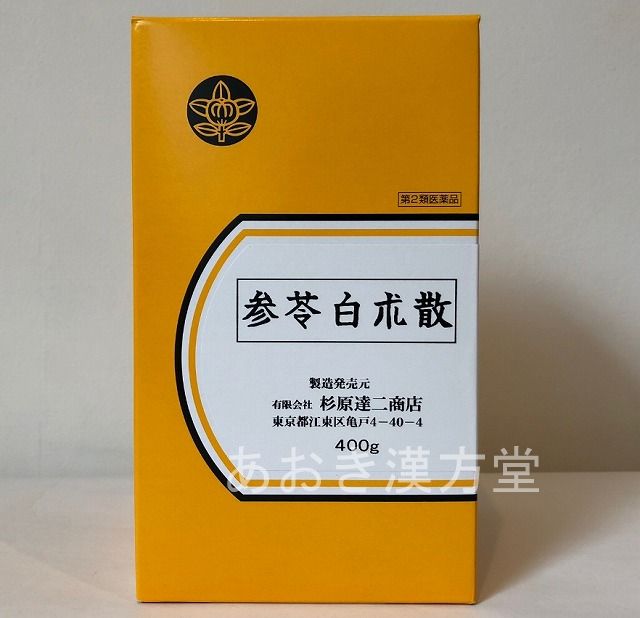 第2類医薬品
参苓白朮散
製造発売元
有限会社 杉原達二商店
東京都江東区亀戸4-40-4
400g
あおき漢方堂